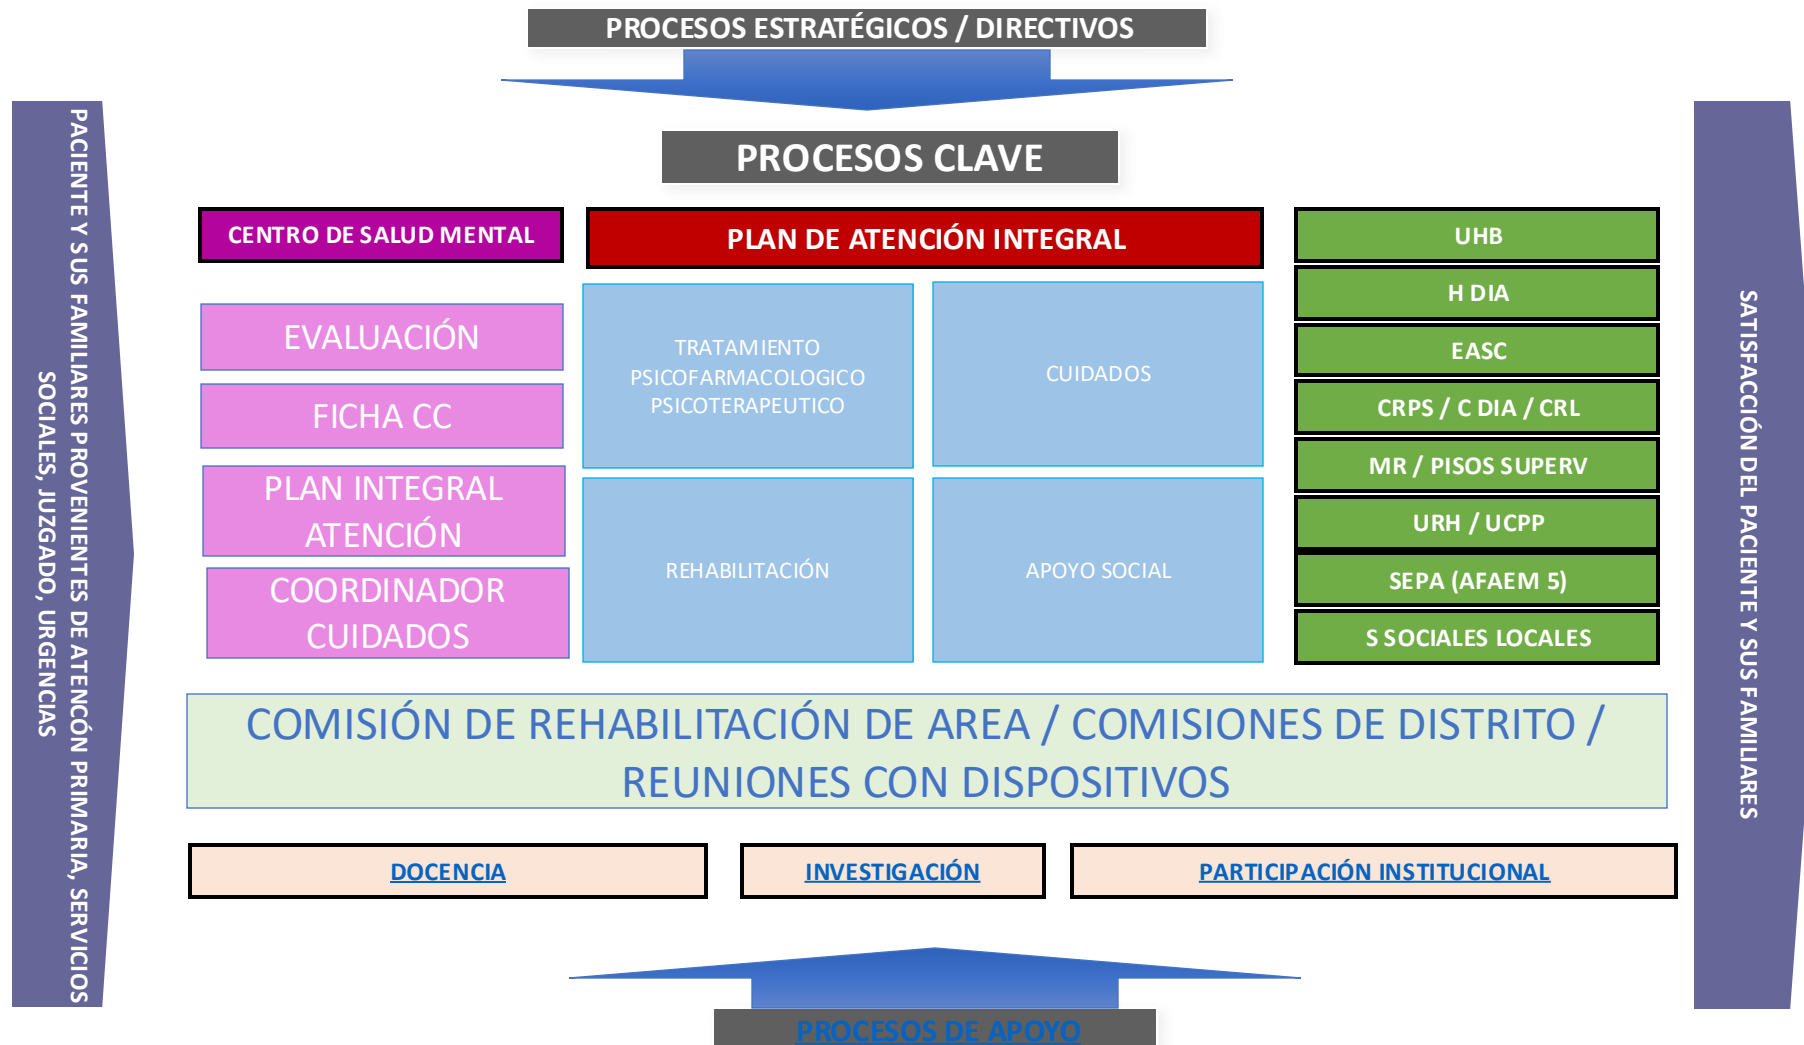 PROCESOS ESTRATÉGICOS / DIRECTIVOS
PROCESOS CLAVE
PACIENTE Y SUS FAMILIARES PROVENIENTES DE ATENCÓN PRIMARIA, SERVICIOS
SOCIALES, JUZGADO, URGENCIAS
CENTRO DE SALUD MENTAL
EVALUACIÓN
FICHA CC
PLAN INTEGRAL
ATENCIÓN
COORDINADOR
CUIDADOS
PLAN DE ATENCIÓN INTEGRAL
TRATAMIENTO
PSICOFARMACOLOGICO
PSICOTERAPEUTICO
CUIDADOS
REHABILITACIÓN
APOYO SOCIAL
UHB
H DIA
EASC
CRPS / C DIA / CRL
MR / PISOS SUPERV
URH / UCPP
SEPA (AFAEM 5)
S SOCIALES LOCALES
SATISFACCIÓN DEL PACIENTE Y SUS FAMILIARES
COMISIÓN DE REHABILITACIÓN DE AREA / COMISIONES DE DISTRITO /
REUNIONES CON DISPOSITIVOS
DOCENCIA
INVESTIGACIÓN
PARTICIPACIÓN INSTITUCIONAL
PROCESOS DE APOYO